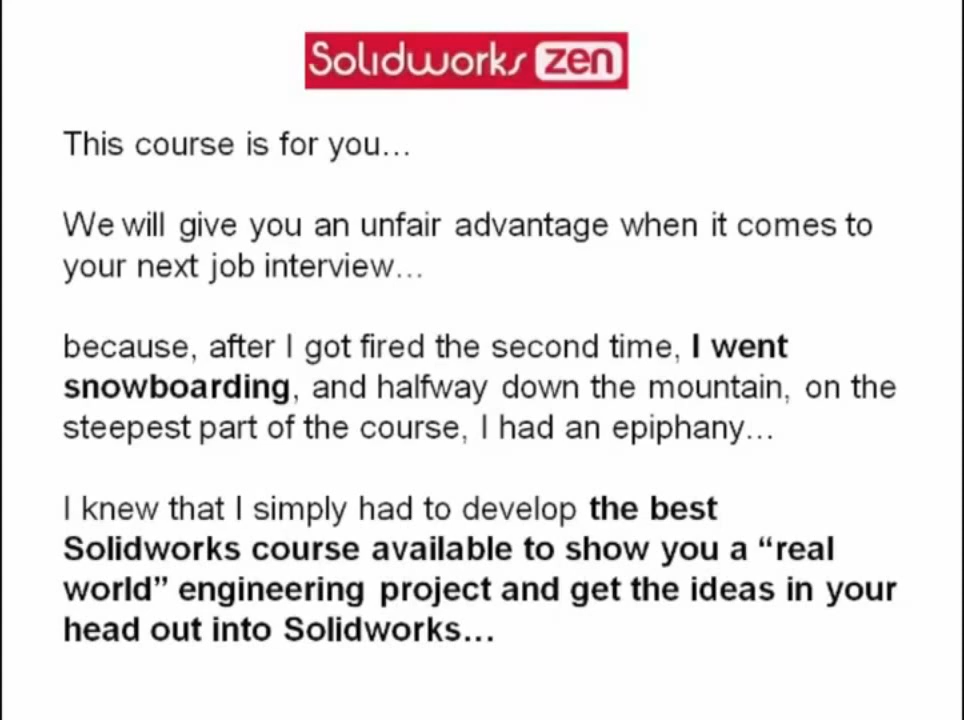 Solidworks zen
This course is for you...
We will give you an unfair advantage when it comes to
your next job interview...
because, after I got fired the second time, I went
snowboarding, and halfway down the mountain, on the
steepest part of the course, I had an epiphany...
I knew that I simply had to develop the best
Solidworks course available to show you a “real
world” engineering project and get the ideas in your
head out into Solidworks...